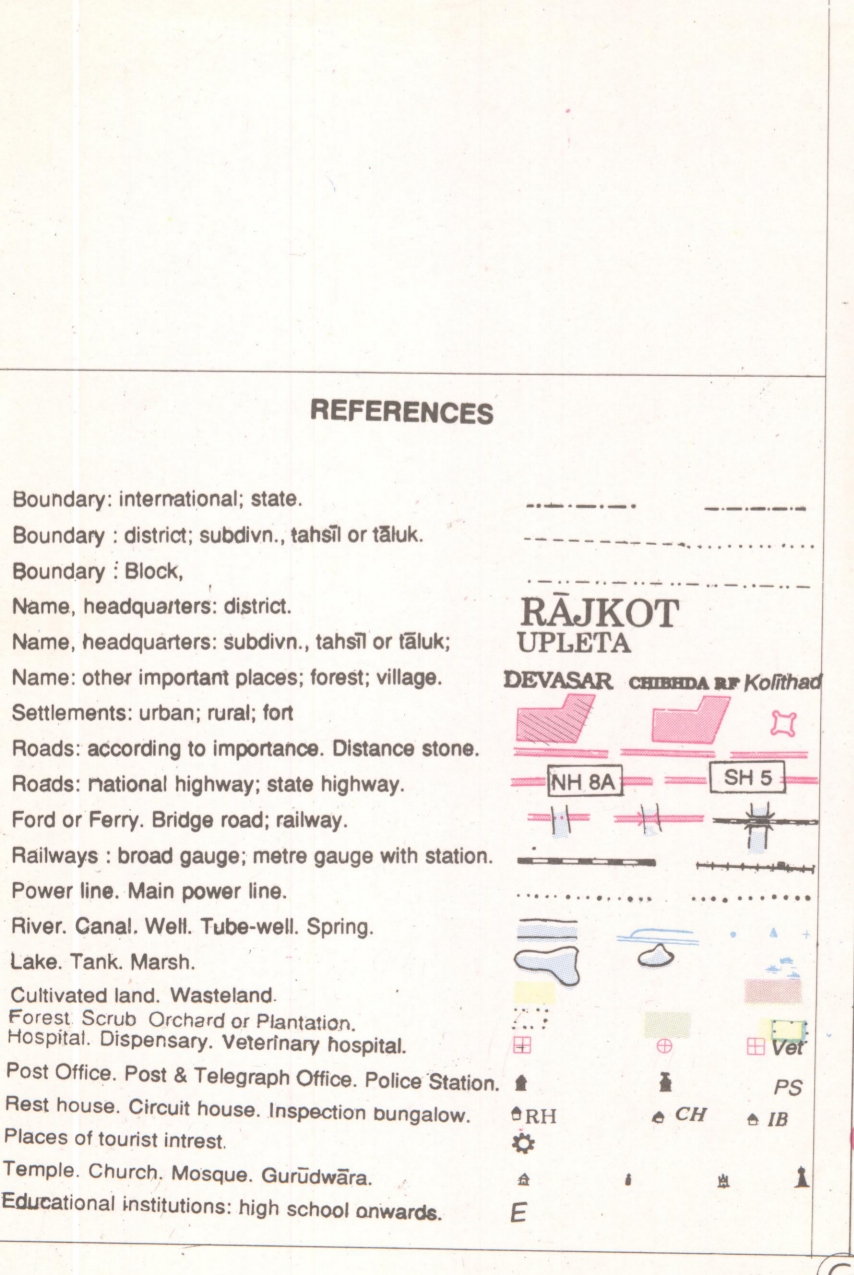 REFERENCES
Boundary: international; state.
Boundary : district; subdivn., tahsīl or tāluk.
Boundary : Block,
Name, headquarters: district. RĀJKOT
Name, headquarters: subdivn., tahsīl or tāluk; UPLETA
Name: other important places; forest; village. DEVASAR CHIBHDA RF Kolīthad
Settlements: urban; rural; fort
Roads: according to importance. Distance stone.
Roads: national highway; state highway. NH 8A SH 5
Ford or Ferry. Bridge road; railway.
Railways : broad gauge; metre gauge with station.
Power line. Main power line.
River. Canal. Well. Tube-well. Spring.
Lake. Tank. Marsh.
Cultivated land. Wasteland.
Forest Scrub Orchard or Plantation.
Hospital. Dispensary. Veterinary hospital. Vet
Post Office. Post & Telegraph Office. Police Station. PS
Rest house. Circuit house. Inspection bungalow. RH CH IB
Places of tourist intrest.
Temple. Church. Mosque. Gurūdwāra.
Educational institutions: high school onwards. E